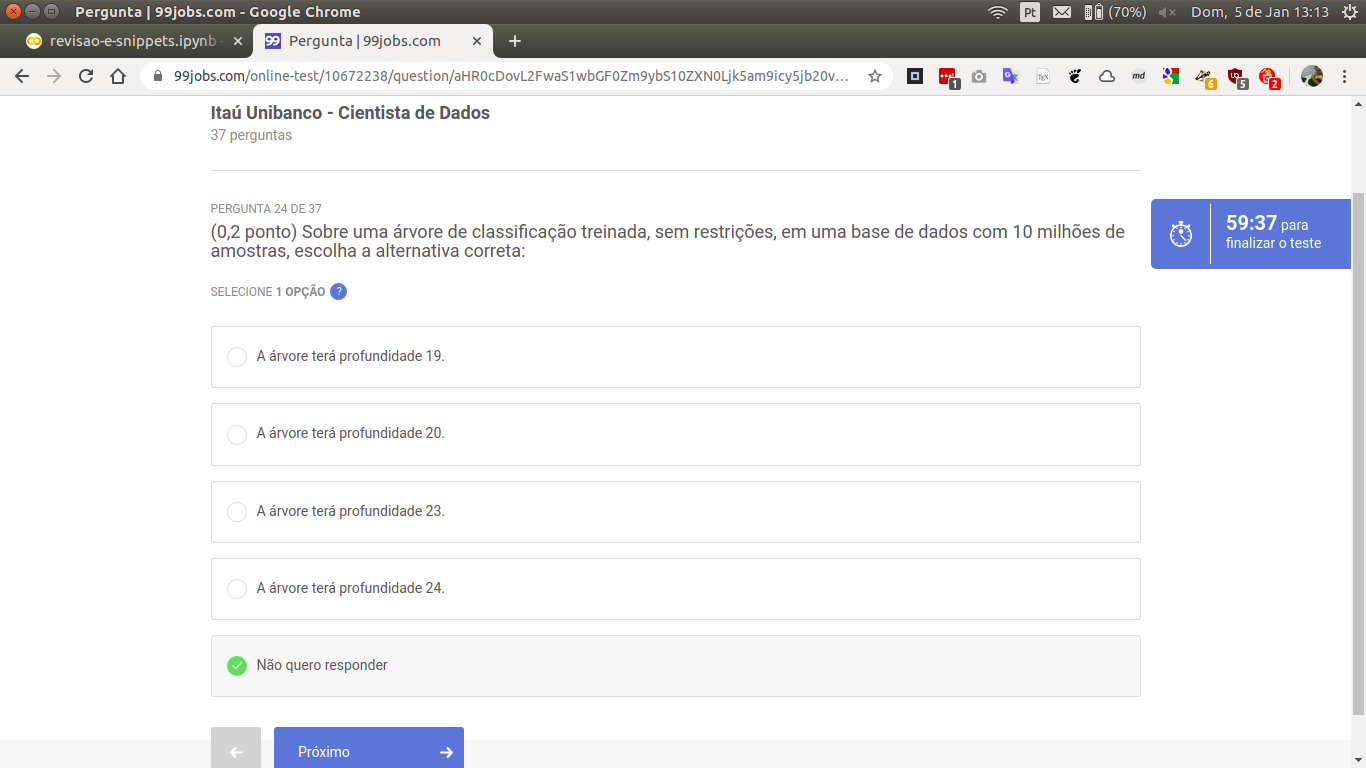 Pergunta | 99jobs.com - Google Chrome
Pt
(70%)
Dom, 5 de Jan 13:13
revisao-e-snippets.ipynb
Pergunta | 99jobs.com
99jobs.com/online-test/10672238/question/aHR0cDovL2FwaS1wbGF0Zm9ybS10ZXN0Ljk5am9icy5jb20v...
1
md
6
5
2
Itaú Unibanco - Cientista de Dados
37 perguntas
PERGUNTA 24 DE 37
(0,2 ponto) Sobre uma árvore de classificação treinada, sem restrições, em uma base de dados com 10 milhões de
amostras, escolha a alternativa correta:
59:37 para
finalizar o teste
SELECIONE 1 OPÇÃO ?
A árvore terá profundidade 19.
A árvore terá profundidade 20.
A árvore terá profundidade 23.
A árvore terá profundidade 24.
Não quero responder
Próximo